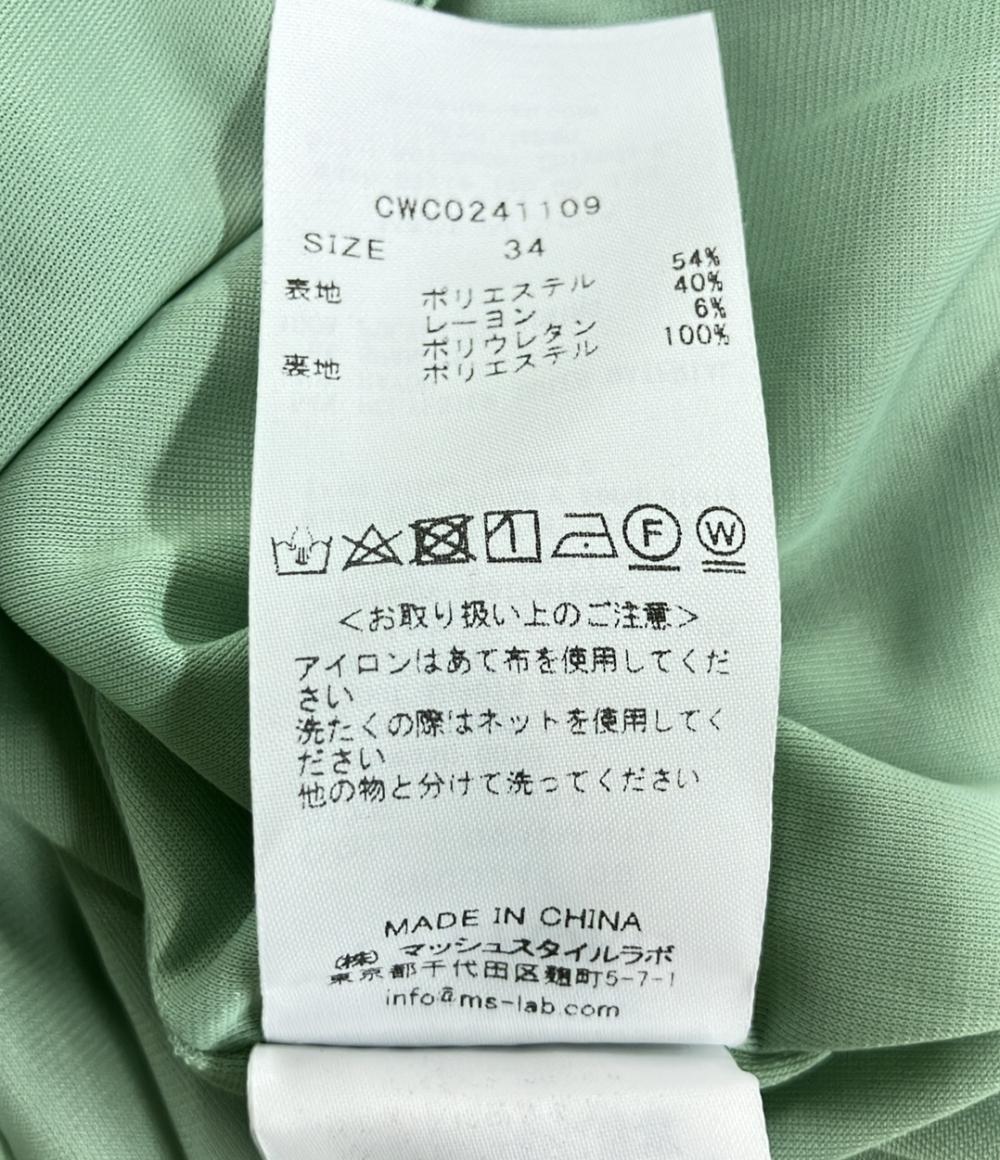 CWC0241109
SIZE 34
表地 ポリエステル 54%
レーヨン 40%
ポリウレタン 6%
裏地 ポリエステル 100%
F W
<お取り扱い上のご注意>
アイロンはあて布を使用してくだ
さい
洗たくの際はネットを使用してく
ださい
他の物と分けて洗ってください
MADE IN CHINA
(株) マッシュスタイルラボ
東京都千代田区麹町5-7-1
info@ms-lab.com